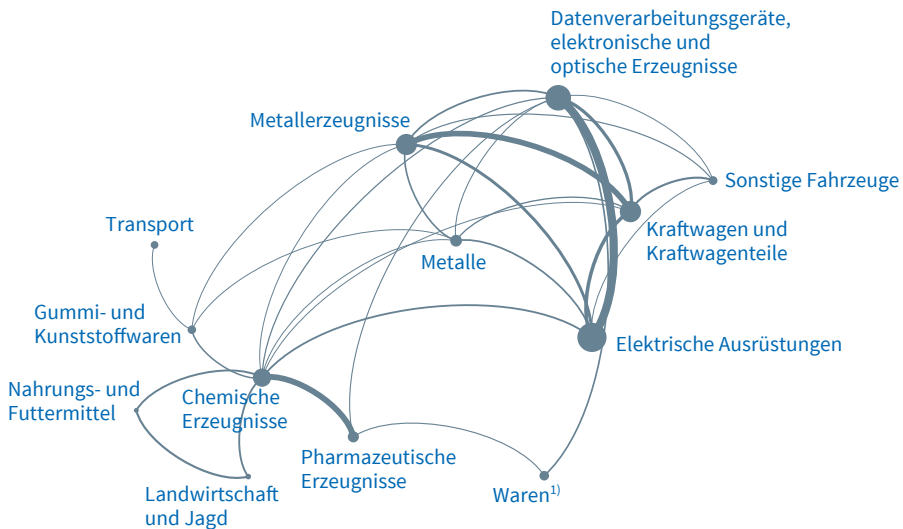 Datenverarbeitungsgeräte,
elektronische und
optische Erzeugnisse
Metallerzeugnisse
Sonstige Fahrzeuge
Transport
Kraftwagen und
Kraftwagenteile
Metalle
Gummi- und
Kunststoffwaren
Elektrische Ausrüstungen
Nahrungs- und
Futtermittel
Chemische
Erzeugnisse
Pharmazeutische
Erzeugnisse
Landwirtschaft
und Jagd
Waren¹⁾